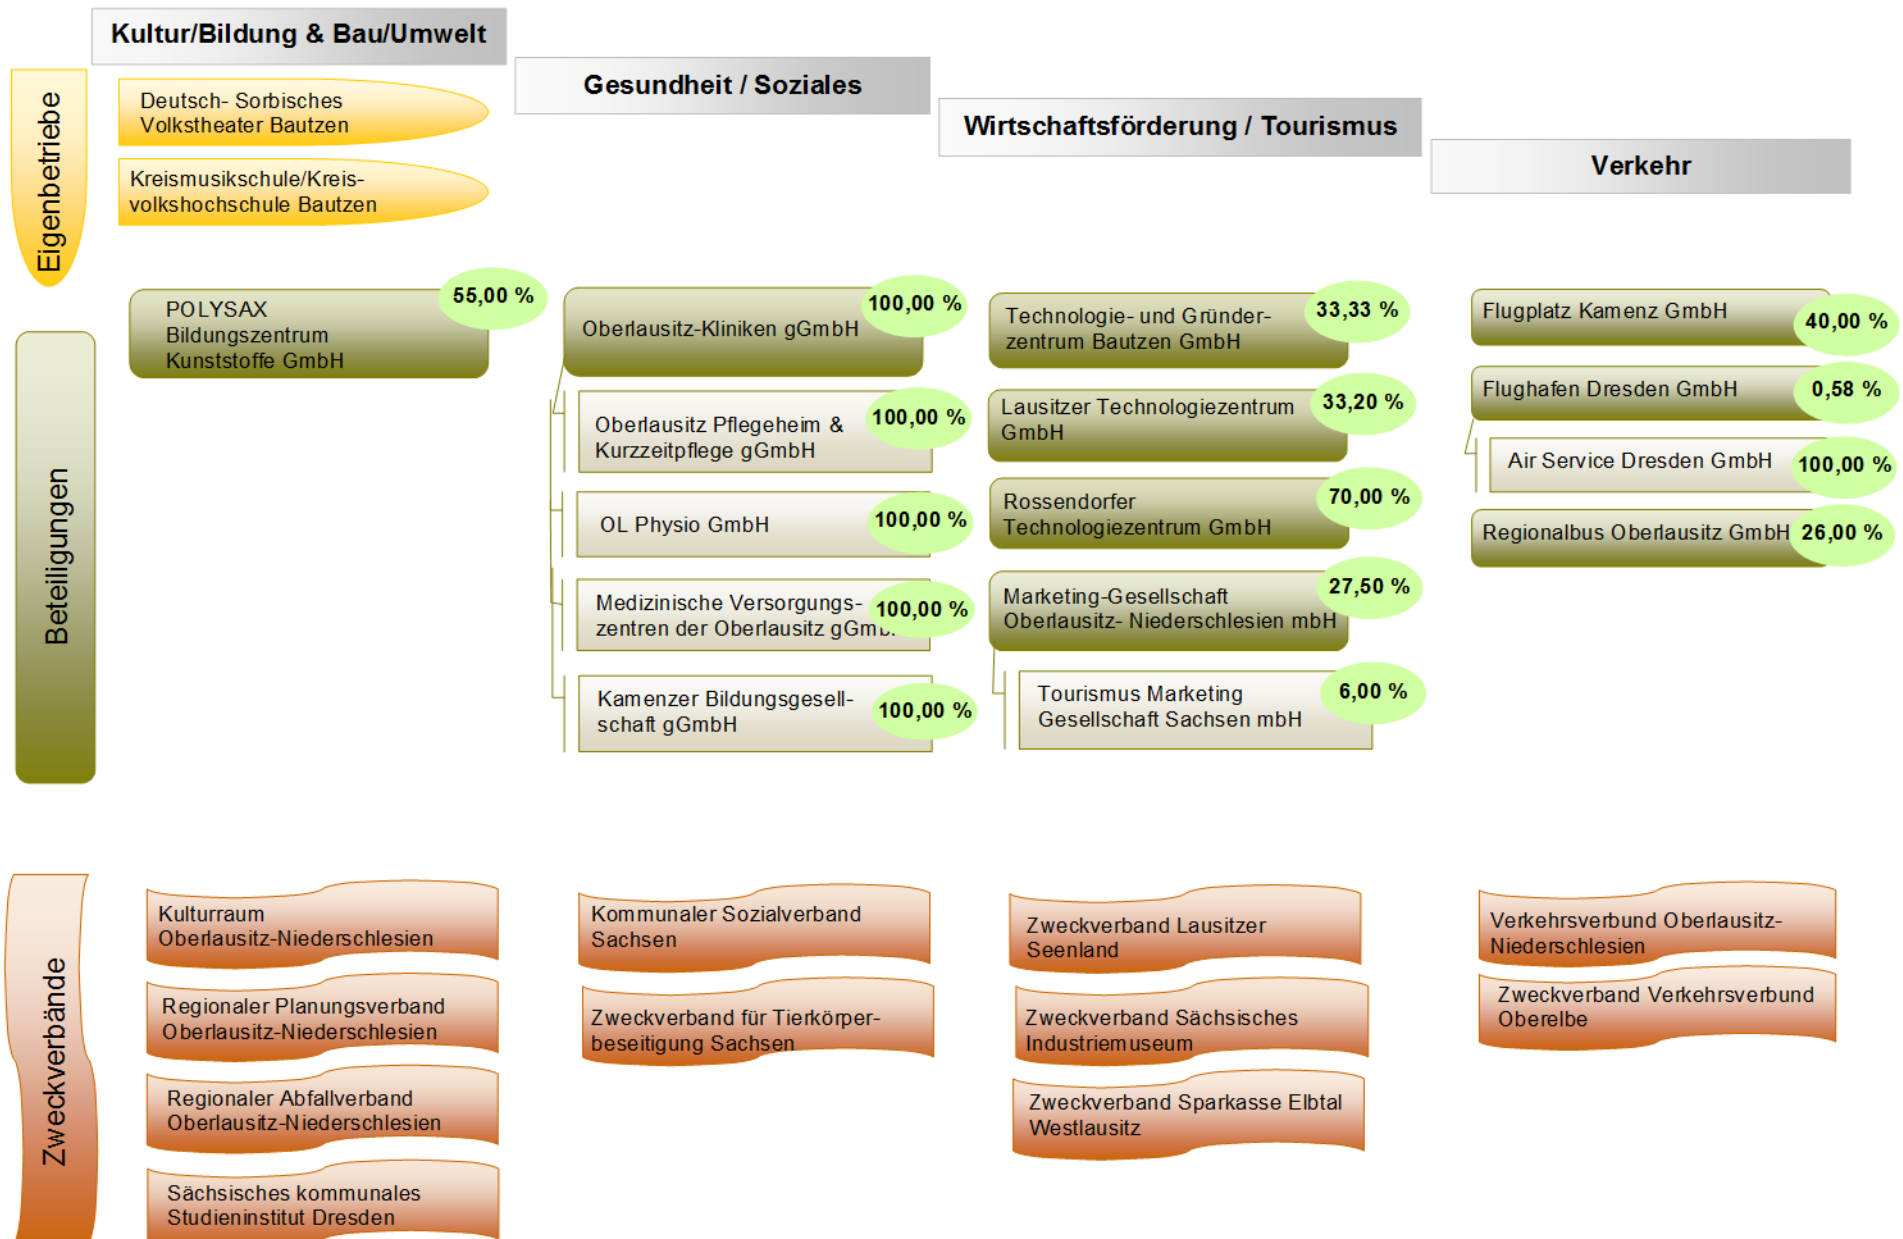 Kultur/Bildung & Bau/Umwelt
Gesundheit / Soziales
Wirtschaftsförderung / Tourismus
Verkehr
Eigenbetriebe
Deutsch- Sorbisches
Volkstheater Bautzen
Kreismusikschule/Kreis-
volkshochschule Bautzen
Beteiligungen
POLYSAX
Bildungszentrum
Kunststoffe GmbH
55,00 %
Oberlausitz-Kliniken gGmbH
100,00 %
Oberlausitz Pflegeheim &
Kurzzeitpflege gGmbH
100,00 %
OL Physio GmbH
100,00 %
Medizinische Versorgungs-
zentren der Oberlausitz gGmb
100,00 %
Kamenzer Bildungsgesell-
schaft gGmbH
100,00 %
Technologie- und Gründer-
zentrum Bautzen GmbH
33,33 %
Lausitzer Technologiezentrum
GmbH
33,20 %
Rossendorfer
Technologiezentrum GmbH
70,00 %
Marketing-Gesellschaft
Oberlausitz- Niederschlesien mbH
27,50 %
Tourismus Marketing
Gesellschaft Sachsen mbH
6,00 %
Flugplatz Kamenz GmbH
40,00 %
Flughafen Dresden GmbH
0,58 %
Air Service Dresden GmbH
100,00 %
Regionalbus Oberlausitz GmbH
26,00 %
Zweckverbände
Kulturraum
Oberlausitz-Niederschlesien
Regionaler Planungsverband
Oberlausitz-Niederschlesien
Regionaler Abfallverband
Oberlausitz-Niederschlesien
Sächsisches kommunales
Studieninstitut Dresden
Kommunaler Sozialverband
Sachsen
Zweckverband für Tierkörper-
beseitigung Sachsen
Zweckverband Lausitzer
Seenland
Zweckverband Sächsisches
Industriemuseum
Zweckverband Sparkasse Elbtal
Westlausitz
Verkehrsverbund Oberlausitz-
Niederschlesien
Zweckverband Verkehrsverbund
Oberelbe